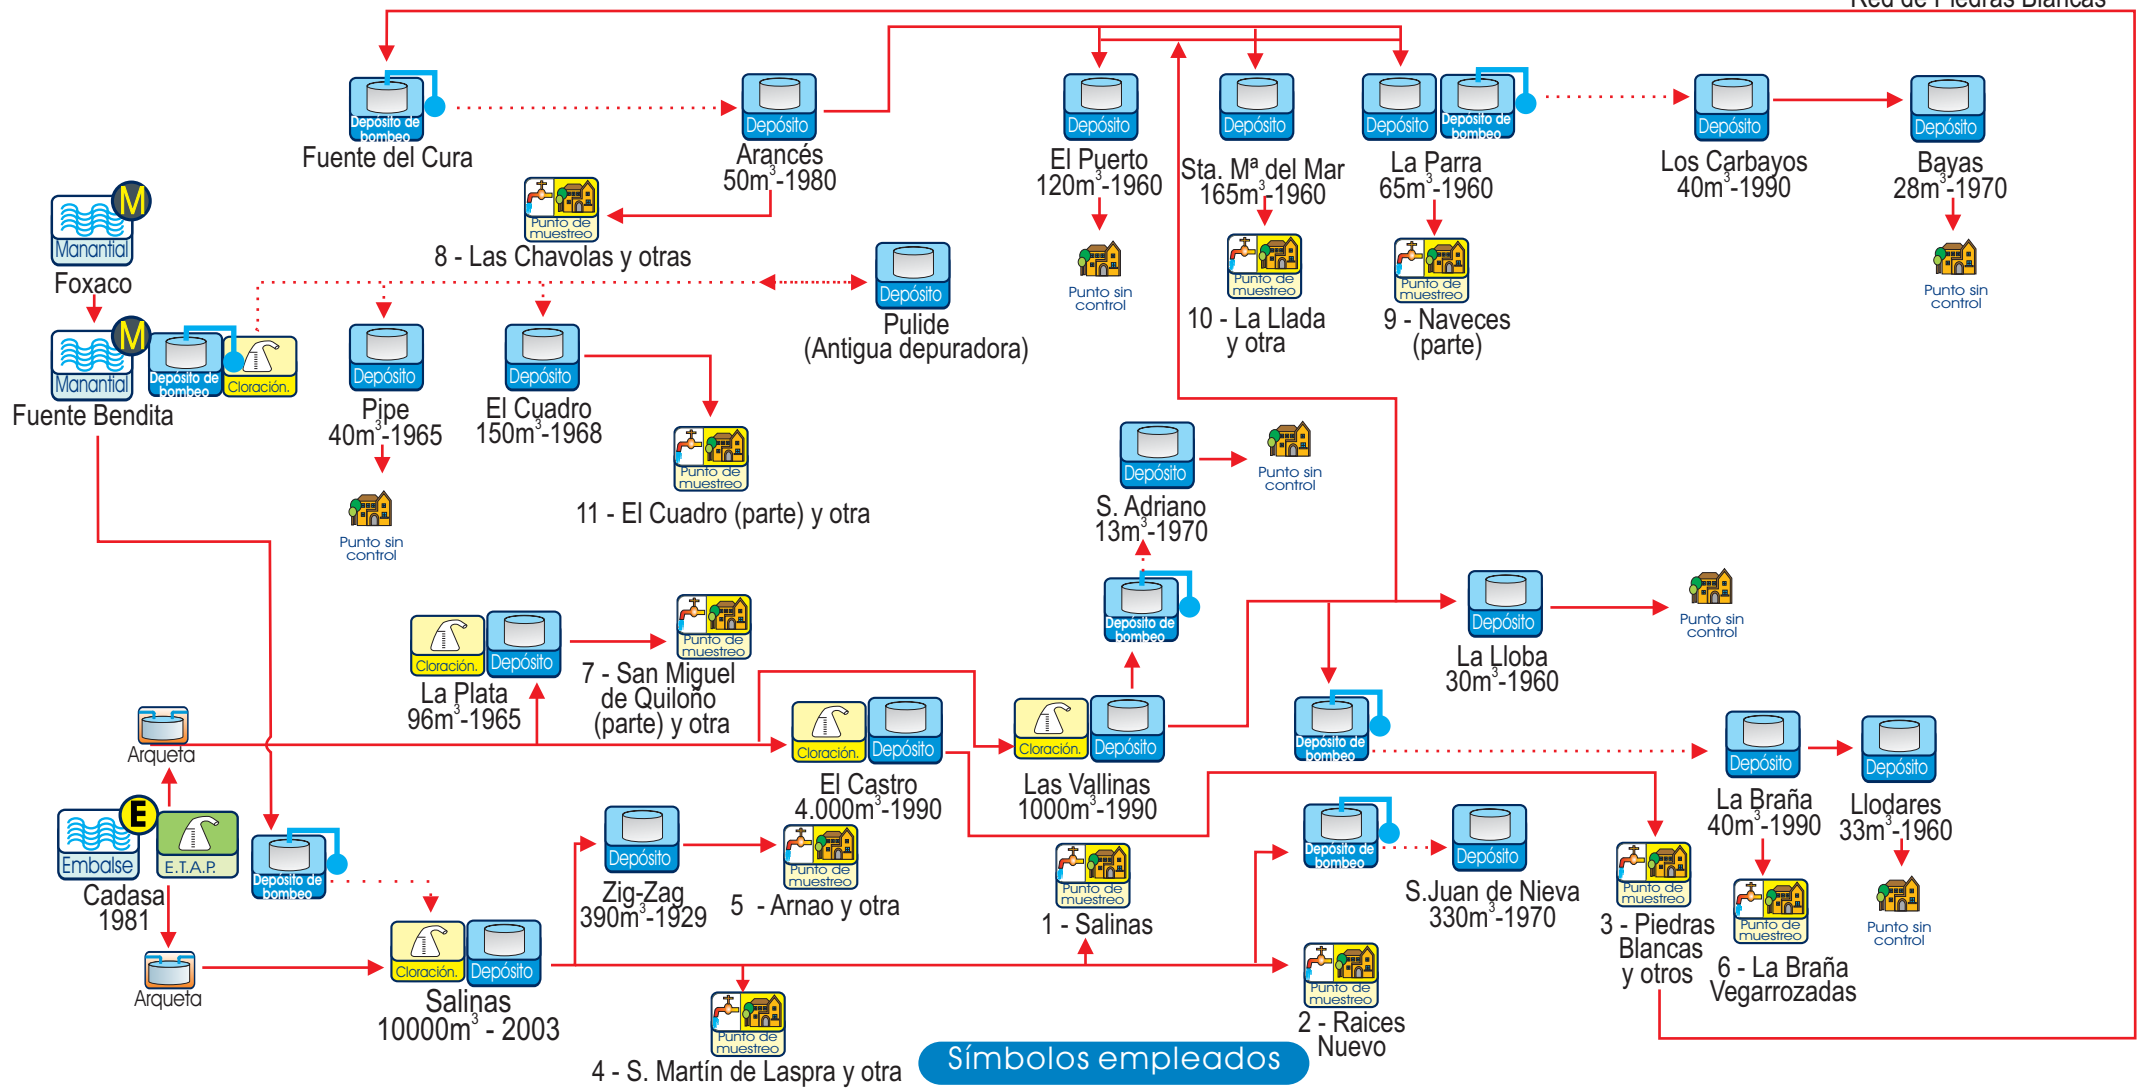 Red de Piedras Blancas
Depósito de
bombeo
Fuente del Cura
Depósito
Arancés
50m³-1980
Depósito
El Puerto
120m³-1960
Depósito
Sta. Mª del Mar
165m³-1960
Depósito
Depósito de
bombeo
La Parra
65m³-1960
Depósito
Los Carbayos
40m³-1990
Depósito
Bayas
28m³-1970
M
Manantial
Foxaco
Punto de
muestreo
8 - Las Chavolas y otras
Depósito
Pulide
(Antigua depuradora)
Punto sin
control
Punto de
muestreo
10 - La Llada
y otra
Punto de
muestreo
9 - Naveces
(parte)
Punto sin
control
M
Manantial
Depósito de
bombeo
Cloración.
Fuente Bendita
Depósito
Pipe
40m³-1965
Depósito
El Cuadro
150m³-1968
Punto sin
control
Punto de
muestreo
11 - El Cuadro (parte) y otra
Depósito
S. Adriano
13m³-1970
Punto sin
control
Depósito de
bombeo
Cloración.
Depósito
La Plata
96m³-1965
Punto de
muestreo
7 - San Miguel
de Quiloño
(parte) y otra
Depósito
La Lloba
30m³-1960
Punto sin
control
Arqueta
Cloración.
Depósito
El Castro
4.000m³-1990
Cloración.
Depósito
Las Vallinas
1000m³-1990
Depósito de
bombeo
Depósito
La Braña
40m³-1990
Depósito
Llodares
33m³-1960
E
Embalse
E.T.A.P.
Cadasa
1981
Depósito de
bombeo
Depósito
Zig-Zag
390m³-1929
Punto de
muestreo
5 - Arnao y otra
Punto de
muestreo
1 - Salinas
Depósito de
bombeo
Depósito
S.Juan de Nieva
330m³-1970
Punto de
muestreo
3 - Piedras
Blancas
y otros
Punto de
muestreo
6 - La Braña
Vegarrozadas
Punto sin
control
Arqueta
Cloración.
Depósito
Salinas
10000m³ - 2003
Punto de
muestreo
4 - S. Martín de Laspra y otra
Punto de
muestreo
2 - Raices
Nuevo
Símbolos empleados